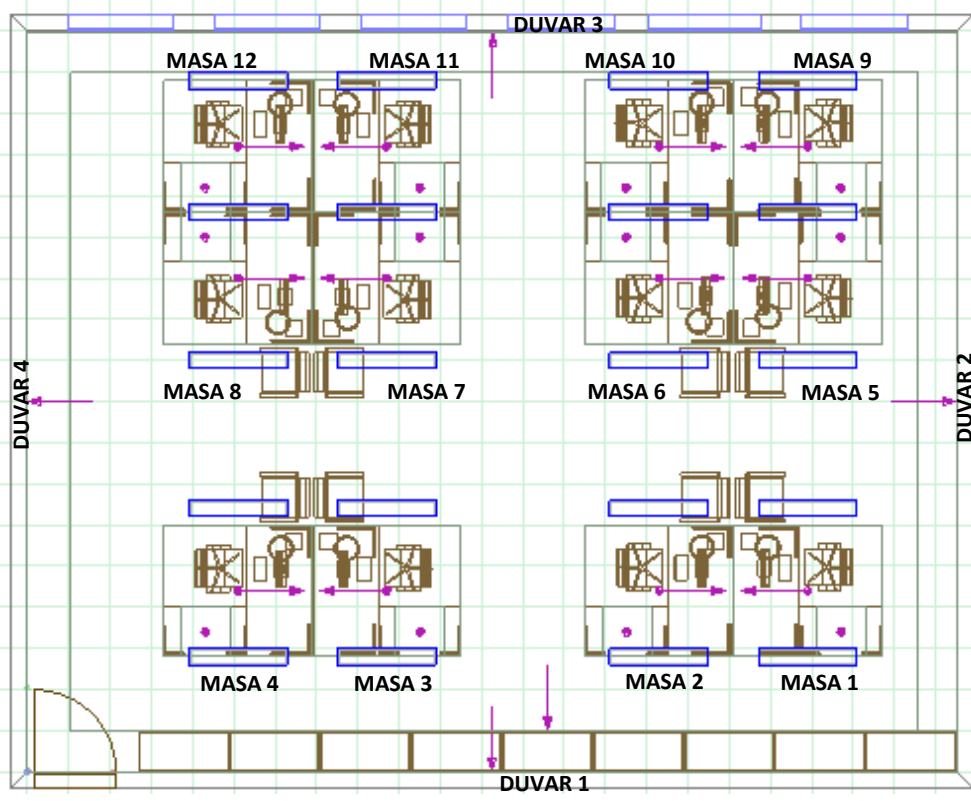 DUVAR 3
MASA 12
MASA 11
MASA 10
MASA 9
DUVAR 4
DUVAR 2
MASA 8
MASA 7
MASA 6
MASA 5
MASA 4
MASA 3
MASA 2
MASA 1
DUVAR 1